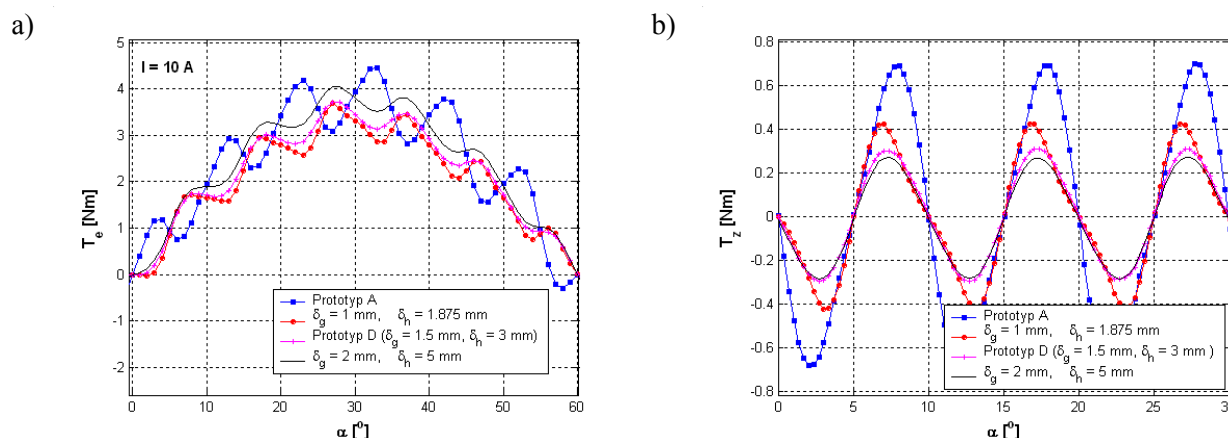 a)
I = 10 A
5
4
3
2
1
0
-1
-2
T_e [Nm]
Prototyp A
δ_g = 1 mm, δ_h = 1.875 mm
Prototyp D (δ_g = 1.5 mm, δ_h = 3 mm)
δ_g = 2 mm, δ_h = 5 mm
0 10 20 30 40 50 60
α [°]
b)
0.8
0.6
0.4
0.2
0
-0.2
-0.4
-0.6
-0.8
T_z [Nm]
Prototyp A
δ_g = 1 mm, δ_h = 1.875 mm
Prototyp D (δ_g = 1.5 mm, δ_h = 3 mm )
δ_g = 2 mm, δ_h = 5 mm
0 5 10 15 20 25 30
α [°]